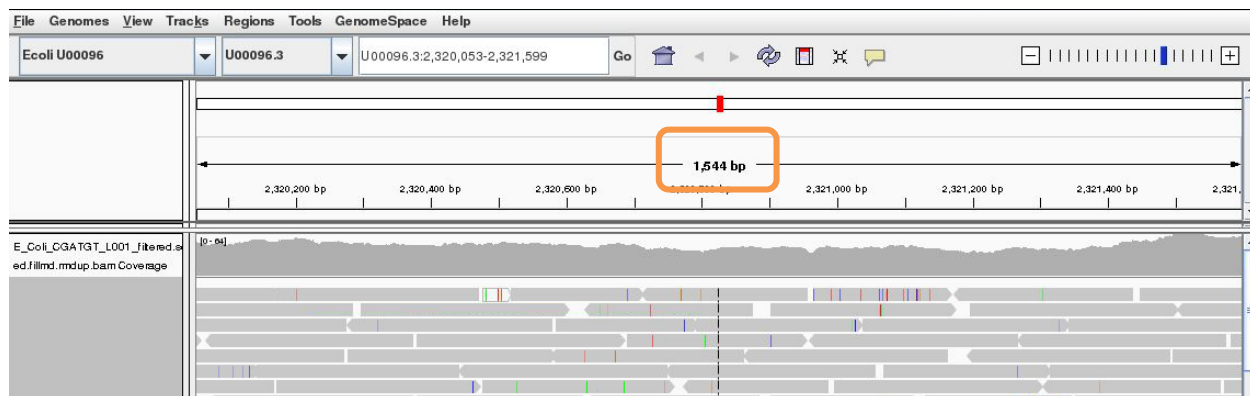 File Genomes View Tracks Regions Tools GenomeSpace Help
Ecoli U00096 U00096.3 U00096.3:2,320,053-2,321,599 Go
1,544 bp
2,320,200 bp 2,320,400 bp 2,320,600 bp 2,321,000 bp 2,321,200 bp 2,321,400 bp 2,321,
E_Coli_CGATGT_L001_filtered.s [0 - 64]
ed.fillmd.rmdup.bam Coverage